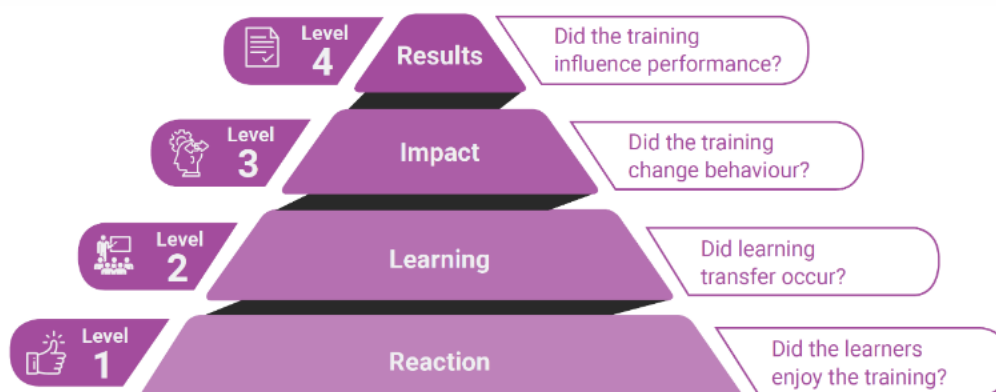 Level
4
Results
Did the training
influence performance?
Level
3
Impact
Did the training
change behaviour?
Level
2
Learning
Did learning
transfer occur?
Level
1
Reaction
Did the learners
enjoy the training?